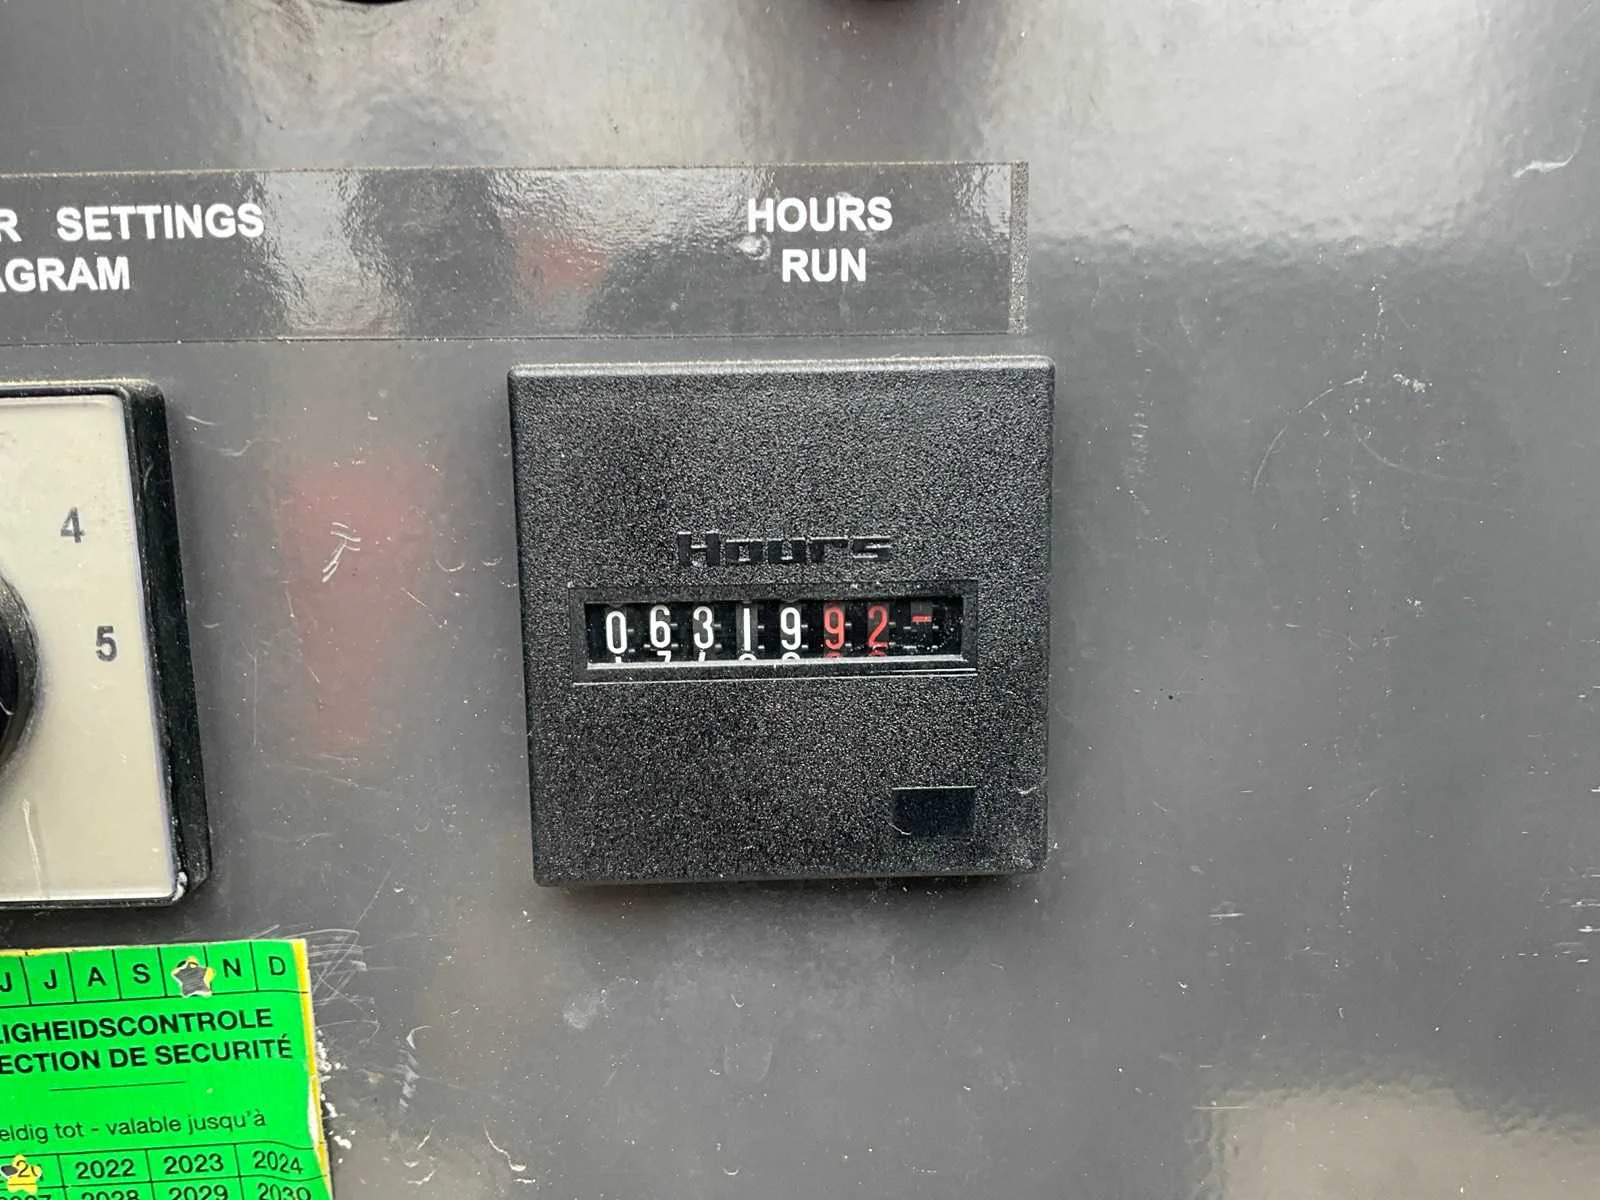 R SETTINGS
AGRAM
HOURS
RUN
4
5
Hours
0631992
J J A S N D
LIGHEIDSCONTROLE
ECTION DE SECURITÉ
eldig tot - valable jusqu'à
2022 2023 2024
2028 2029 2030